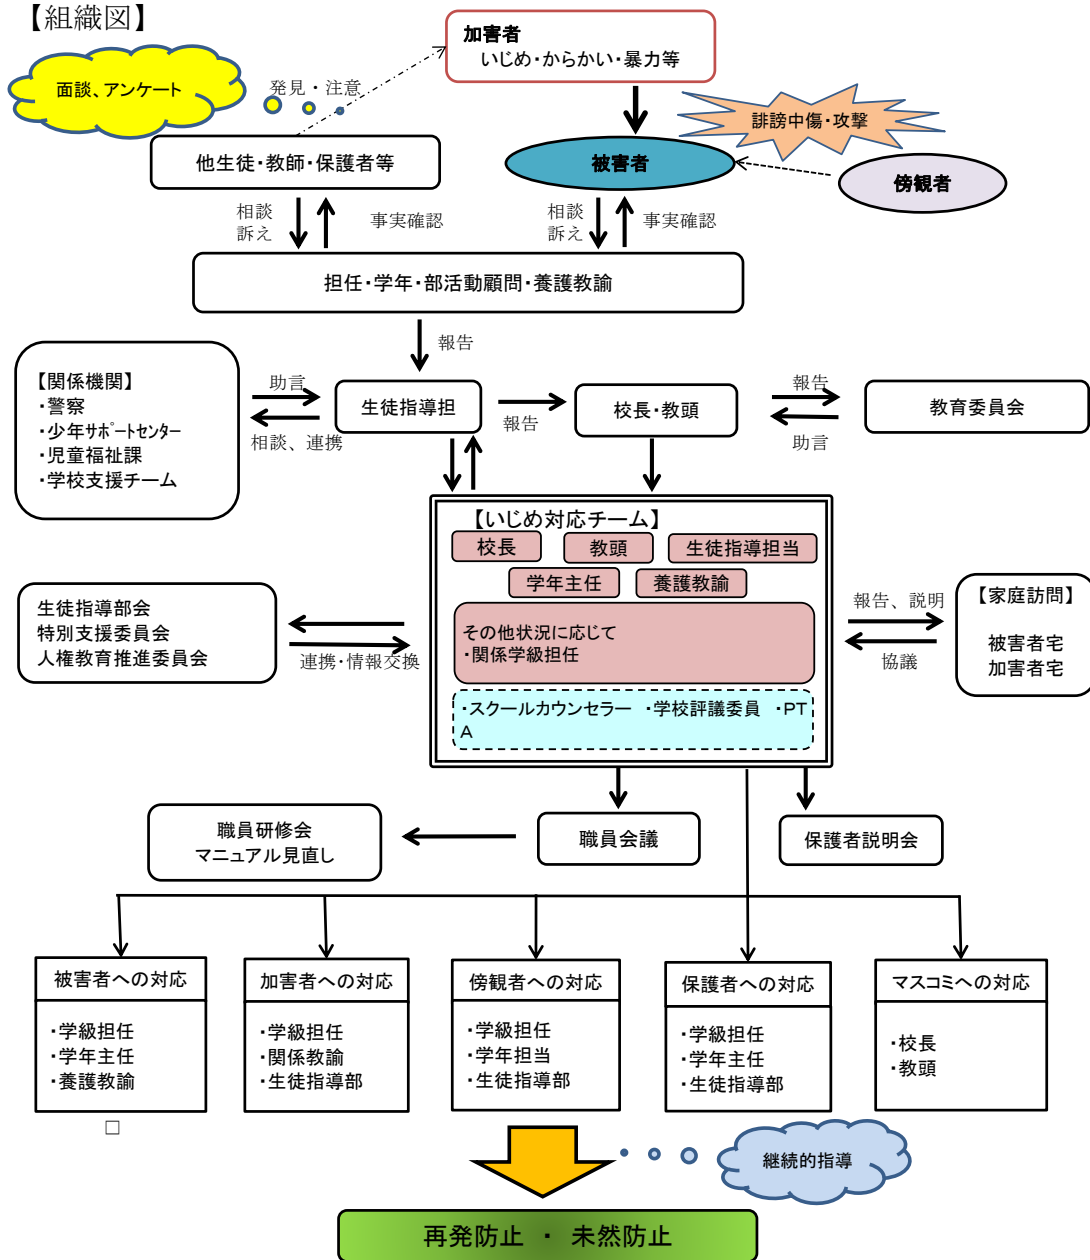 【組織図】
加害者
いじめ・からかい・暴力等
面談、アンケート
発見・注意
誹謗中傷・攻撃
他生徒・教師・保護者等
被害者
傍観者
相談
訴え
事実確認
相談
訴え
事実確認
担任・学年・部活動顧問・養護教諭
報告
【関係機関】
・警察
・少年サポートセンター
・児童福祉課
・学校支援チーム
助言
相談、連携
生徒指導担
報告
校長・教頭
報告
助言
教育委員会
【いじめ対応チーム】
校長
教頭
生徒指導担当
学年主任
養護教諭
その他状況に応じて
・関係学級担任
・スクールカウンセラー ・学校評議委員 ・PT
A
生徒指導部会
特別支援委員会
人権教育推進委員会
連携・情報交換
報告、説明
協議
【家庭訪問】
被害者宅
加害者宅
職員研修会
マニュアル見直し
職員会議
保護者説明会
被害者への対応
・学級担任
・学年主任
・養護教諭
□
加害者への対応
・学級担任
・関係教諭
・生徒指導部
傍観者への対応
・学級担任
・学年担当
・生徒指導部
保護者への対応
・学級担任
・学年主任
・生徒指導部
マスコミへの対応
・校長
・教頭
継続的指導
再発防止 ・ 未然防止